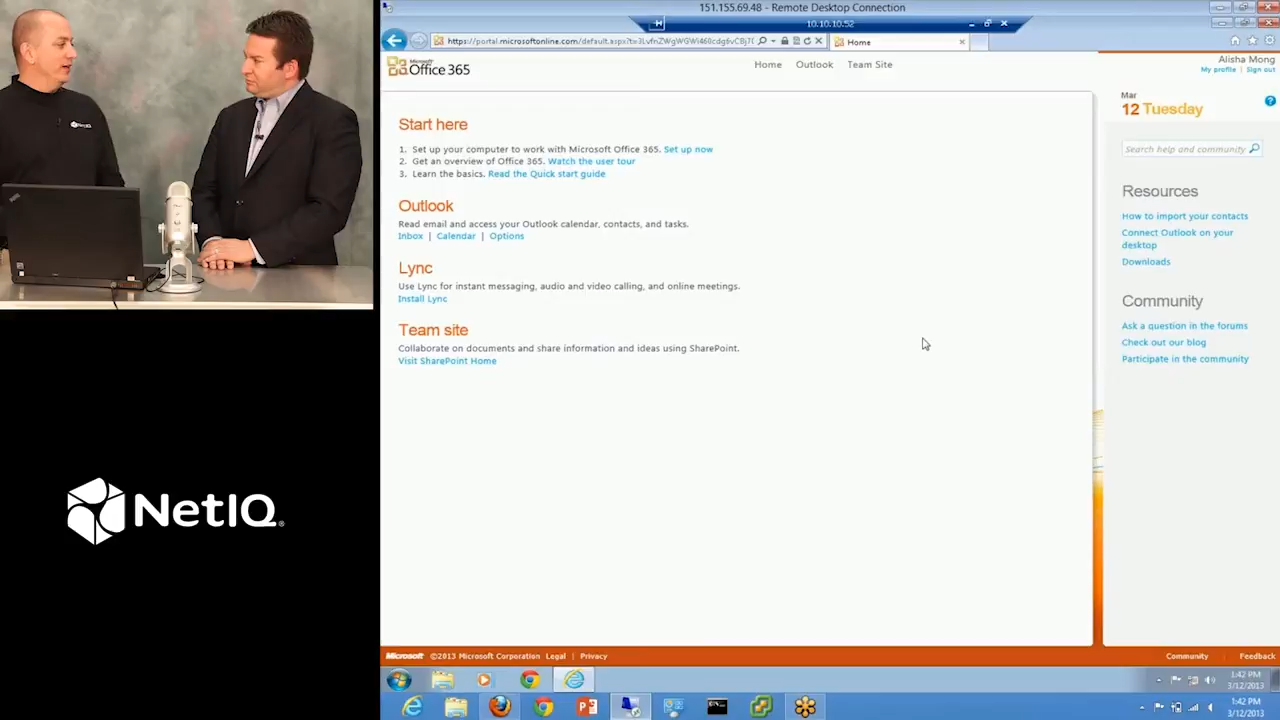 151.155.69.48 - Remote Desktop Connection
10.10.10.52
Home
Microsoft
Office 365
Home
Outlook
Team Site
Alisha Mong
My profile | Sign out
Mar
12 Tuesday
Search help and community
Start here
1. Set up your computer to work with Microsoft Office 365. Set up now
2. Get an overview of Office 365. Watch the user tour
3. Learn the basics. Read the Quick start guide
Outlook
Read email and access your Outlook calendar, contacts, and tasks.
Inbox | Calendar | Options
Lync
Use Lync for instant messaging, audio and video calling, and online meetings.
Install Lync
Team site
Collaborate on documents and share information and ideas using SharePoint.
Visit SharePoint Home
Resources
How to import your contacts
Connect Outlook on your
desktop
Downloads
Community
Ask a question in the forums
Check out our blog
Participate in the community
NetIQ
NetIQ®
Microsoft ©2013 Microsoft Corporation Legal | Privacy
Community
Feedback
1:42 PM
3/12/2013
1:42 PM
3/12/2013